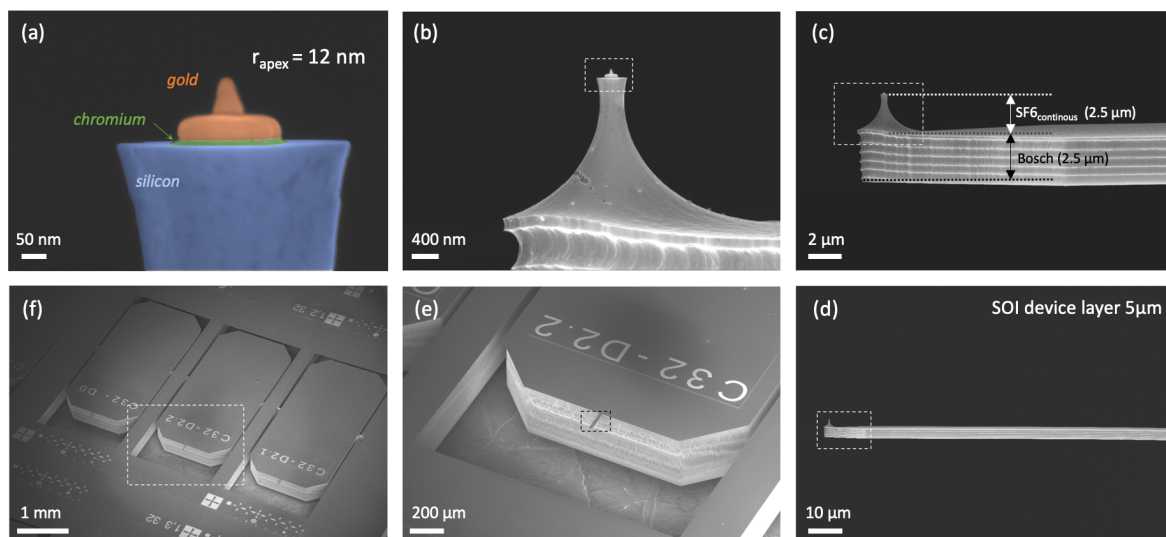 (a)
r_apex = 12 nm
gold
chromium
silicon
50 nm
(b)
400 nm
(c)
SF6_continous (2.5 µm)
Bosch (2.5 µm)
2 µm
(f)
1.2 32
C32-D0
C32-D2.2
C32-D2.1
1.3 32
1 mm
(e)
C32-D2.2
200 µm
(d)
SOI device layer 5µm
10 µm